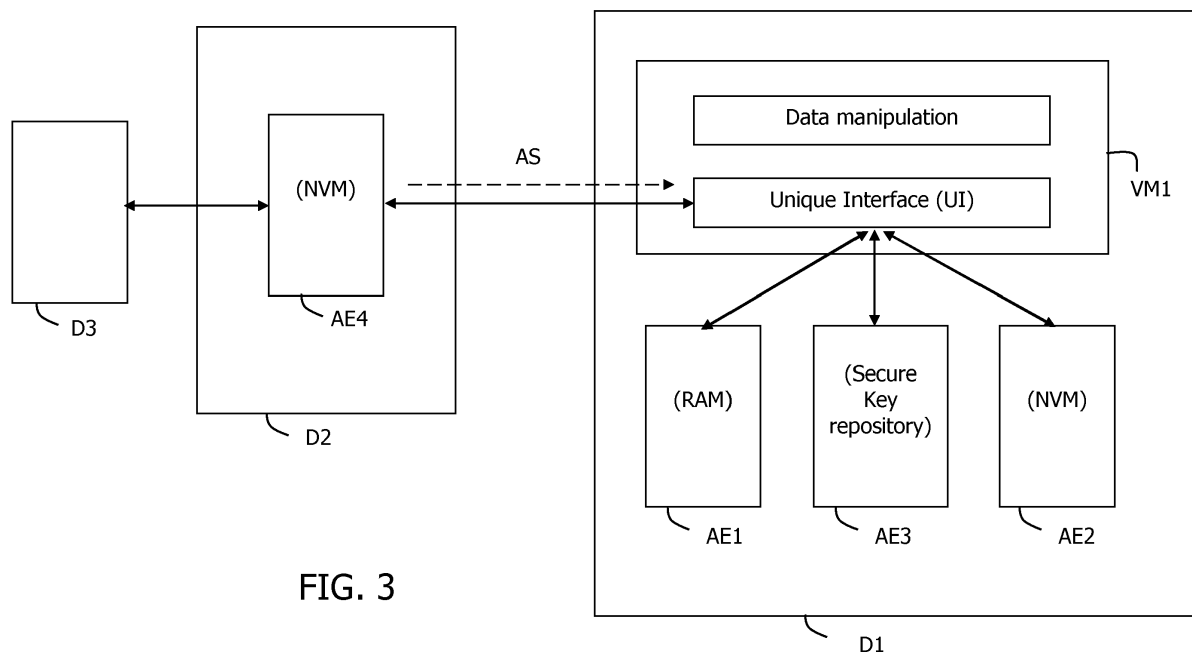 Data manipulation
AS
(NVM)
Unique Interface (UI)
VM1
D3
AE4
(RAM)
(Secure
Key
repository)
(NVM)
D2
AE1
AE3
AE2
FIG. 3
D1